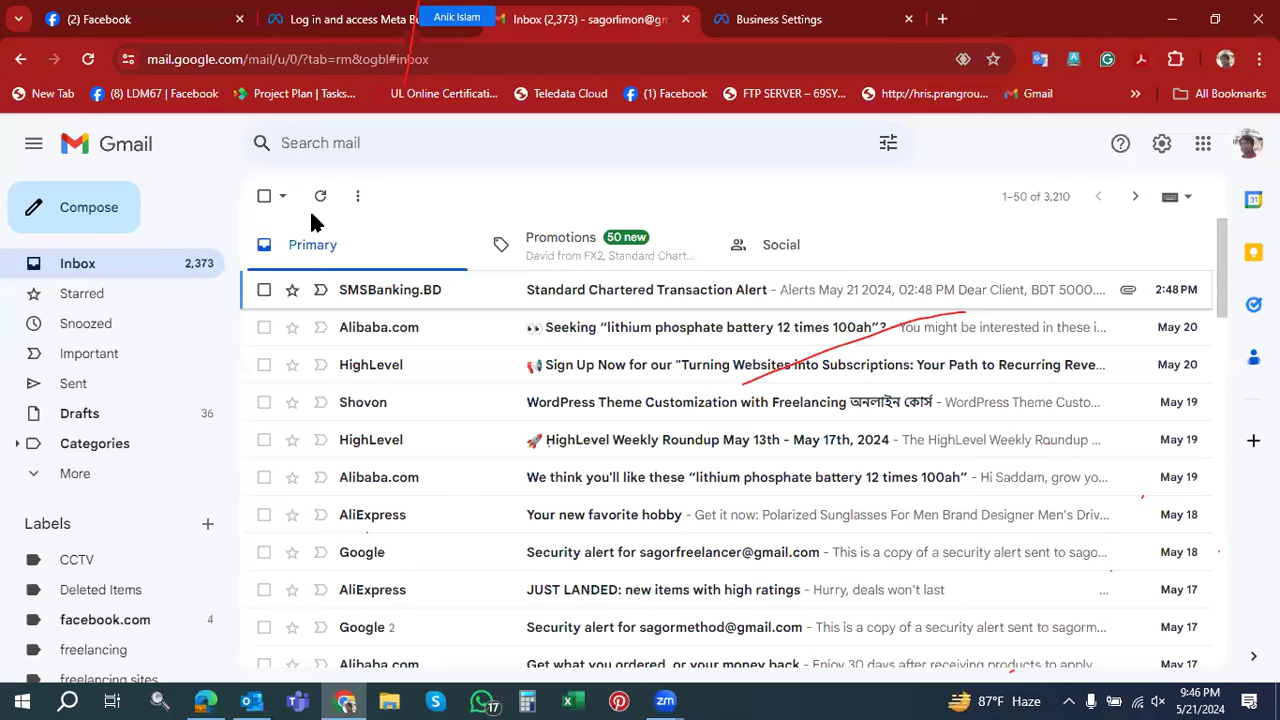 (2) Facebook
Log in and access Meta B
Anik Islam
Inbox (2,373) - sagorlimon@gm
Business Settings
mail.google.com/mail/u/0/?tab=rm&ogbl#inbox
New Tab
(8) LDM67 | Facebook
Project Plan | Tasks...
UL Online Certificati...
Teledata Cloud
(1) Facebook
FTP SERVER – 69SY...
http://hris.prangroup...
Gmail
All Bookmarks
Gmail
Search mail
Compose
1–50 of 3,210
Primary
Promotions 50 new
David from FX2, Standard Chart...
Social
Inbox 2,373
Starred
Snoozed
Important
Sent
Drafts 36
Categories
More
Labels
CCTV
Deleted Items
facebook.com 4
freelancing
freelancing sites
SMSBanking.BD Standard Chartered Transaction Alert - Alerts May 21 2024, 02:48 PM Dear Client, BDT 5000.... 2:48 PM
Alibaba.com 👀 Seeking “lithium phosphate battery 12 times 100ah”? - You might be interested in these i... May 20
HighLevel 📢 Sign Up Now for our "Turning Websites into Subscriptions: Your Path to Recurring Reve... May 20
Shovon WordPress Theme Customization with Freelancing অনলাইন কোর্স - WordPress Theme Custo... May 19
HighLevel 🚀 HighLevel Weekly Roundup May 13th - May 17th, 2024 - The HighLevel Weekly Roundup ... May 19
Alibaba.com We think you'll like these “lithium phosphate battery 12 times 100ah” - Hi Saddam, grow yo... May 19
AliExpress Your new favorite hobby - Get it now: Polarized Sunglasses For Men Brand Designer Men's Driv... May 18
Google Security alert for sagorfreelancer@gmail.com - This is a copy of a security alert sent to sago... May 18
AliExpress JUST LANDED: new items with high ratings - Hurry, deals won't last ... May 17
Google 2 Security alert for sagormethod@gmail.com - This is a copy of a security alert sent to sagorm... May 17
Alibaba.com Get what you ordered, or your money back - Enjoy 30 days after receiving products to apply May 17
17
87°F Haze
9:46 PM
5/21/2024